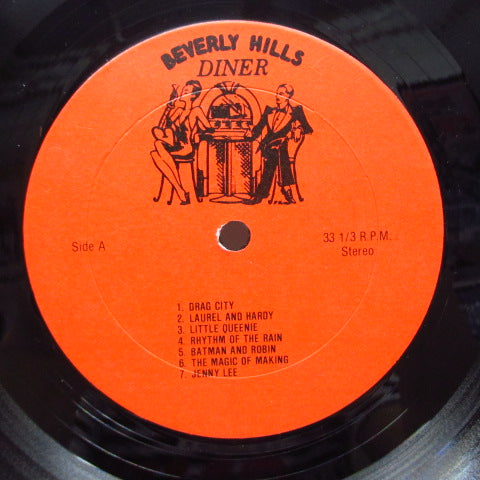 BEVERLY HILLS
DINER
Side A
33 1/3 R.P.M.
Stereo
1. DRAG CITY
2. LAUREL AND HARDY
3. LITTLE QUEENIE
4. RHYTHM OF THE RAIN
5. BATMAN AND ROBIN
6. THE MAGIC OF MAKING
7. JENNY LEE